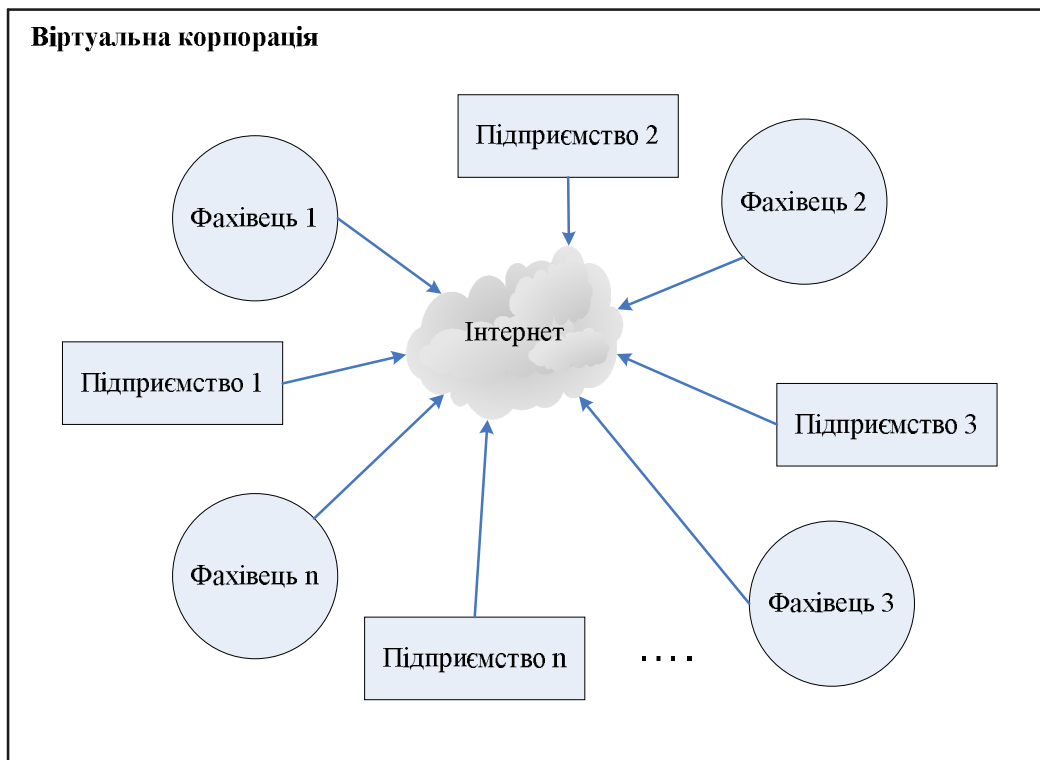 Віртуальна корпорація
Підприємство 2
Фахівець 2
Фахівець 1
Інтернет
Підприємство 1
Підприємство 3
Фахівець n
Фахівець 3
Підприємство n
....